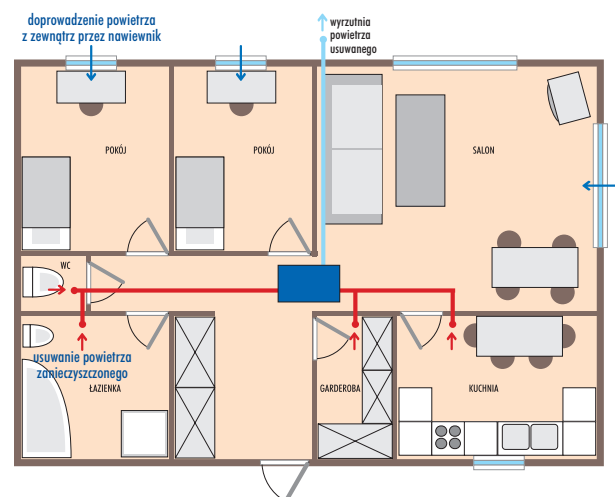 doprowadzenie powietrza
z zewnątrz przez nawiewnik
wyrzutnia
powietrza
usuwanego
POKÓJ
POKÓJ
SALON
WC
usuwanie powietrza
zanieczyszczonego
ŁAZIENKA
GARDEROBA
KUCHNIA